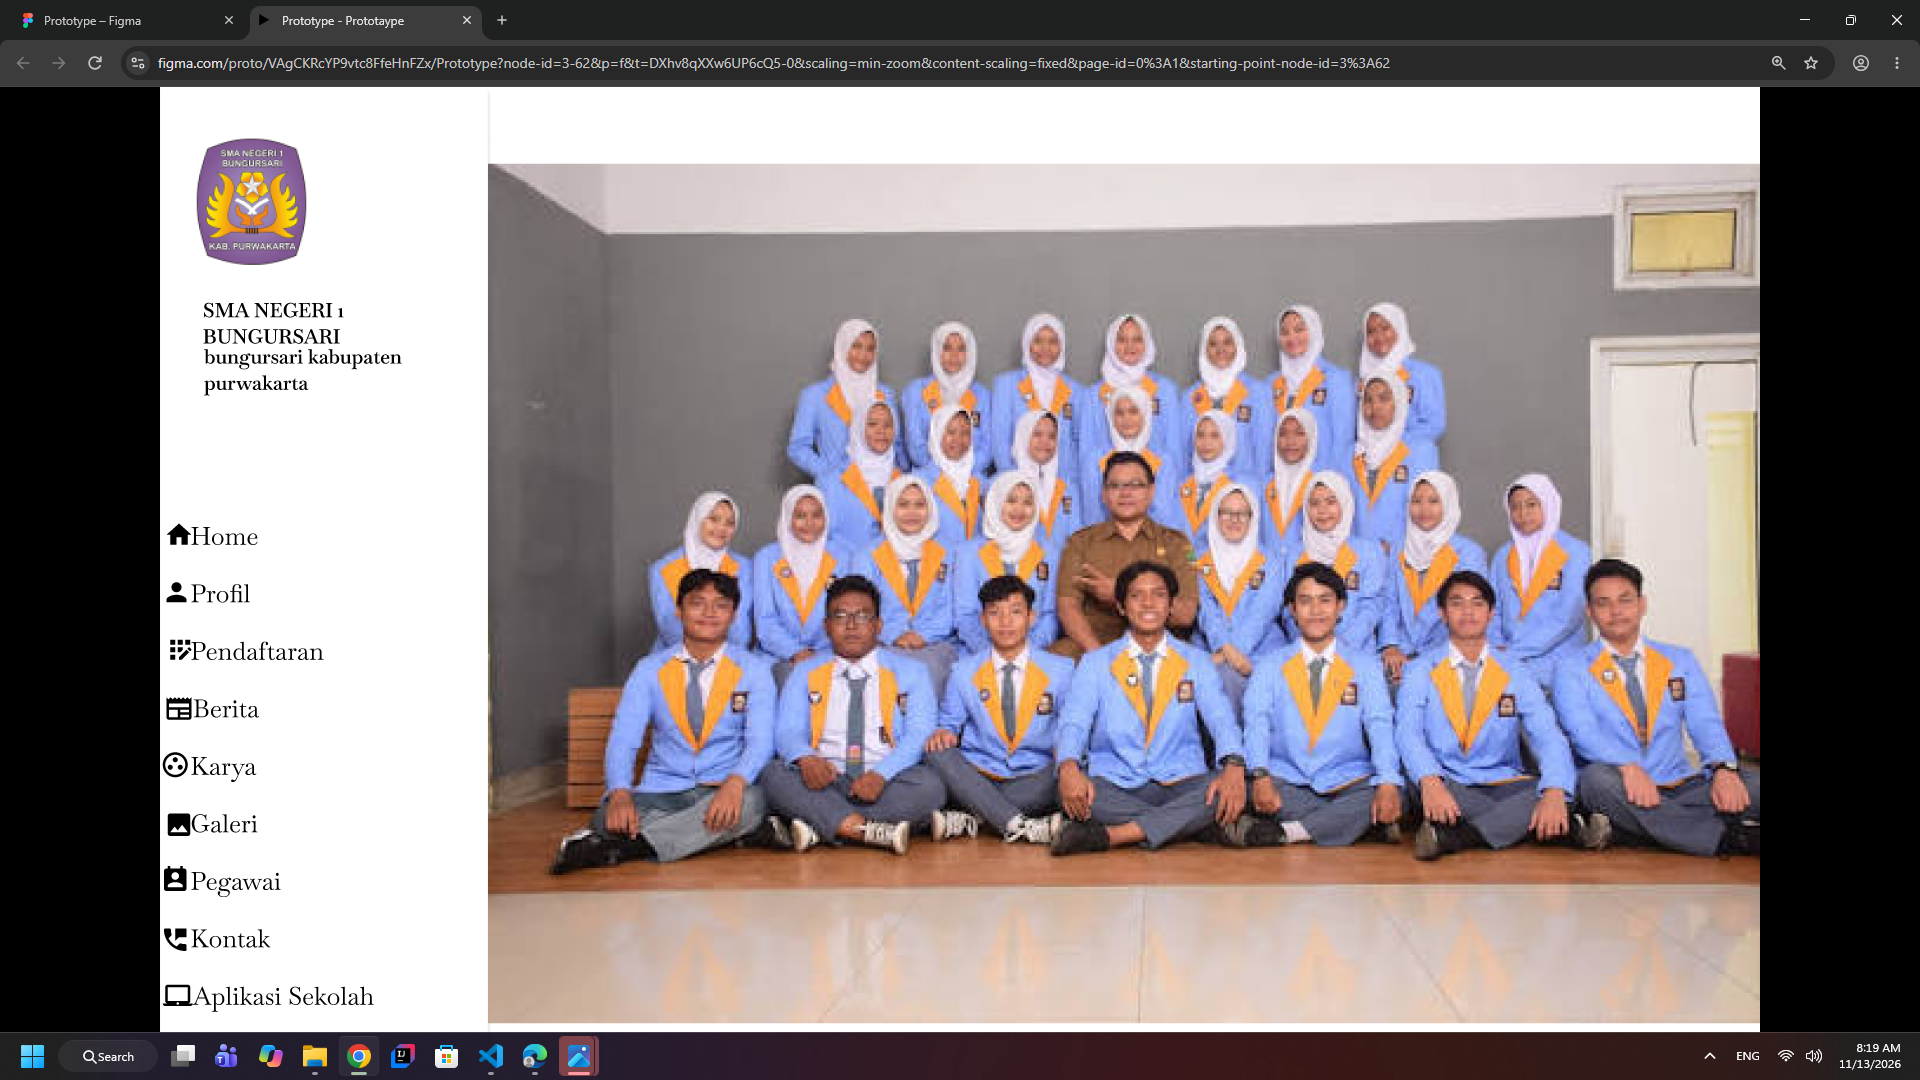 Prototype – Figma
Prototype - Prototaype
figma.com/proto/VAgCKRcYP9vtc8FfeHnFZx/Prototype?node-id=3-62&p=f&t=DXhv8qXXw6UP6cQ5-0&scaling=min-zoom&content-scaling=fixed&page-id=0%3A1&starting-point-node-id=3%3A62
SMA NEGERI 1
BUNGURSARI
KAB. PURWAKARTA
SMA NEGERI 1
BUNGURSARI
bungursari kabupaten
purwakarta
Home
Profil
Pendaftaran
Berita
Karya
Galeri
Pegawai
Kontak
Aplikasi Sekolah
Search
ENG
8:19 AM
11/13/2026